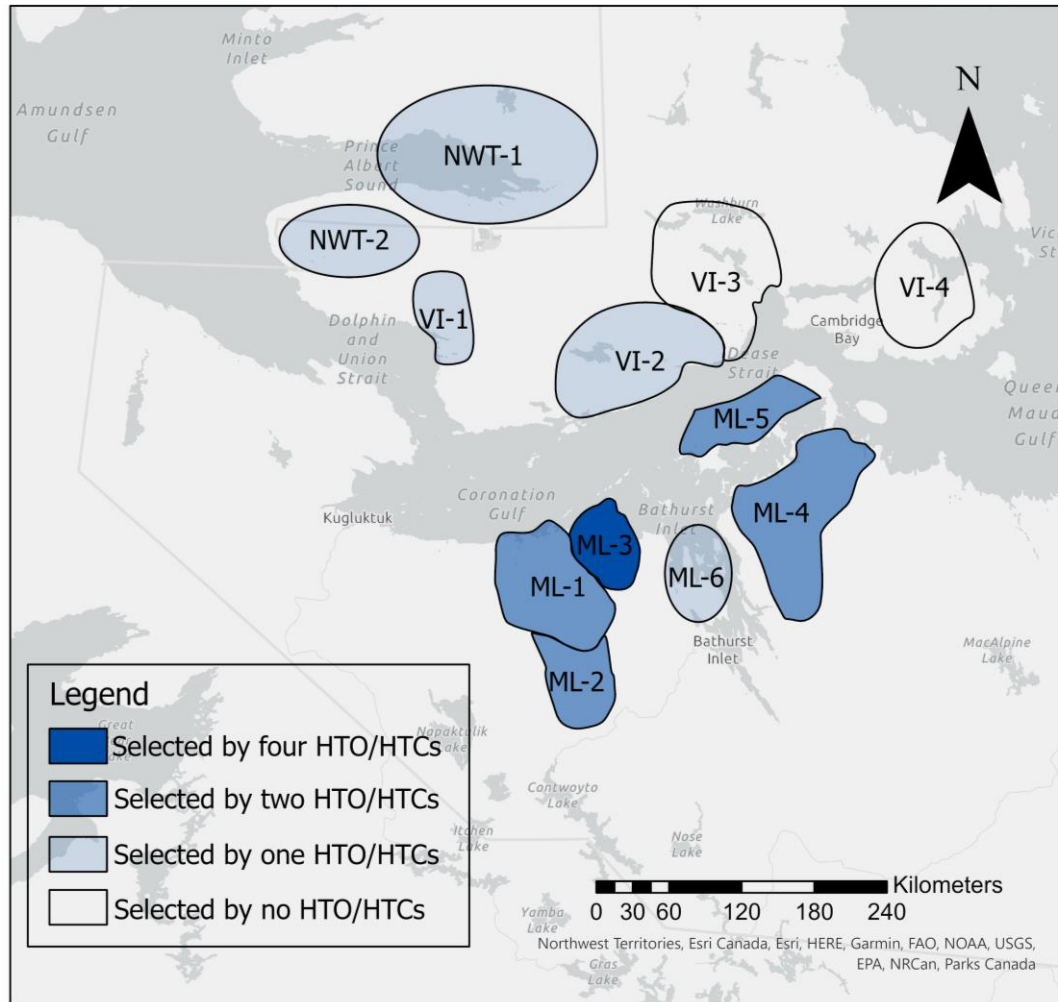 Minto
Inlet
Amundsen
Gulf
N
Prince
Albert
Sound
NWT-1
NWT-2
Washburn
Lake
VI-3
VI-4
VI-1
Dolphin
and
Union
Strait
Cambridge
Bay
VI-2
Dease
Strait
Queen
Maud
Gulf
ML-5
Coronation
Gulf
Kugluktuk
Bathurst
Inlet
ML-4
ML-3
ML-1
ML-6
Bathurst
Inlet
MacAlpine
Lake
ML-2
Legend
Great
Lake
Napaktulik
Lake
Selected by four HTO/HTCs
Selected by two HTO/HTCs
Selected by one HTO/HTCs
Selected by no HTO/HTCs
Contwoyto
Lake
Itchen
Lake
Nose
Lake
Kilometers
0 30 60 120 180 240
Yamba
Lake
Gras
Lake
Northwest Territories, Esri Canada, Esri, HERE, Garmin, FAO, NOAA, USGS,
EPA, NRCan, Parks Canada